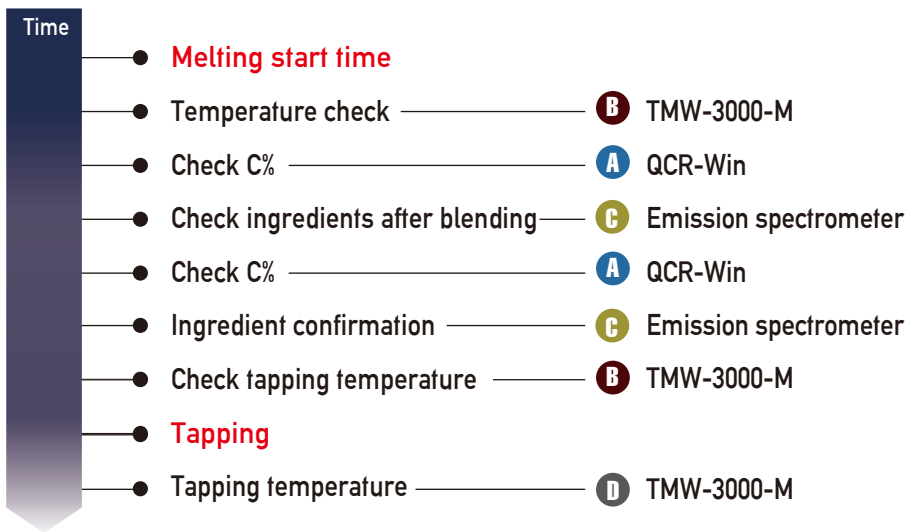 Time
Melting start time
Temperature check B TMW-3000-M
Check C% A QCR-Win
Check ingredients after blending C Emission spectrometer
Check C% A QCR-Win
Ingredient confirmation C Emission spectrometer
Check tapping temperature B TMW-3000-M
Tapping
Tapping temperature D TMW-3000-M